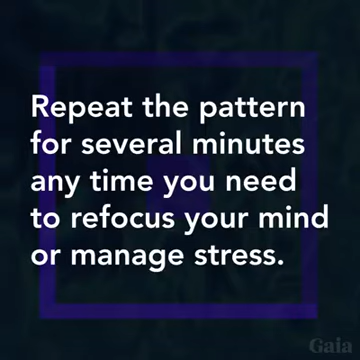 Repeat the pattern
for several minutes
any time you need
to refocus your mind
or manage stress.
Gaia